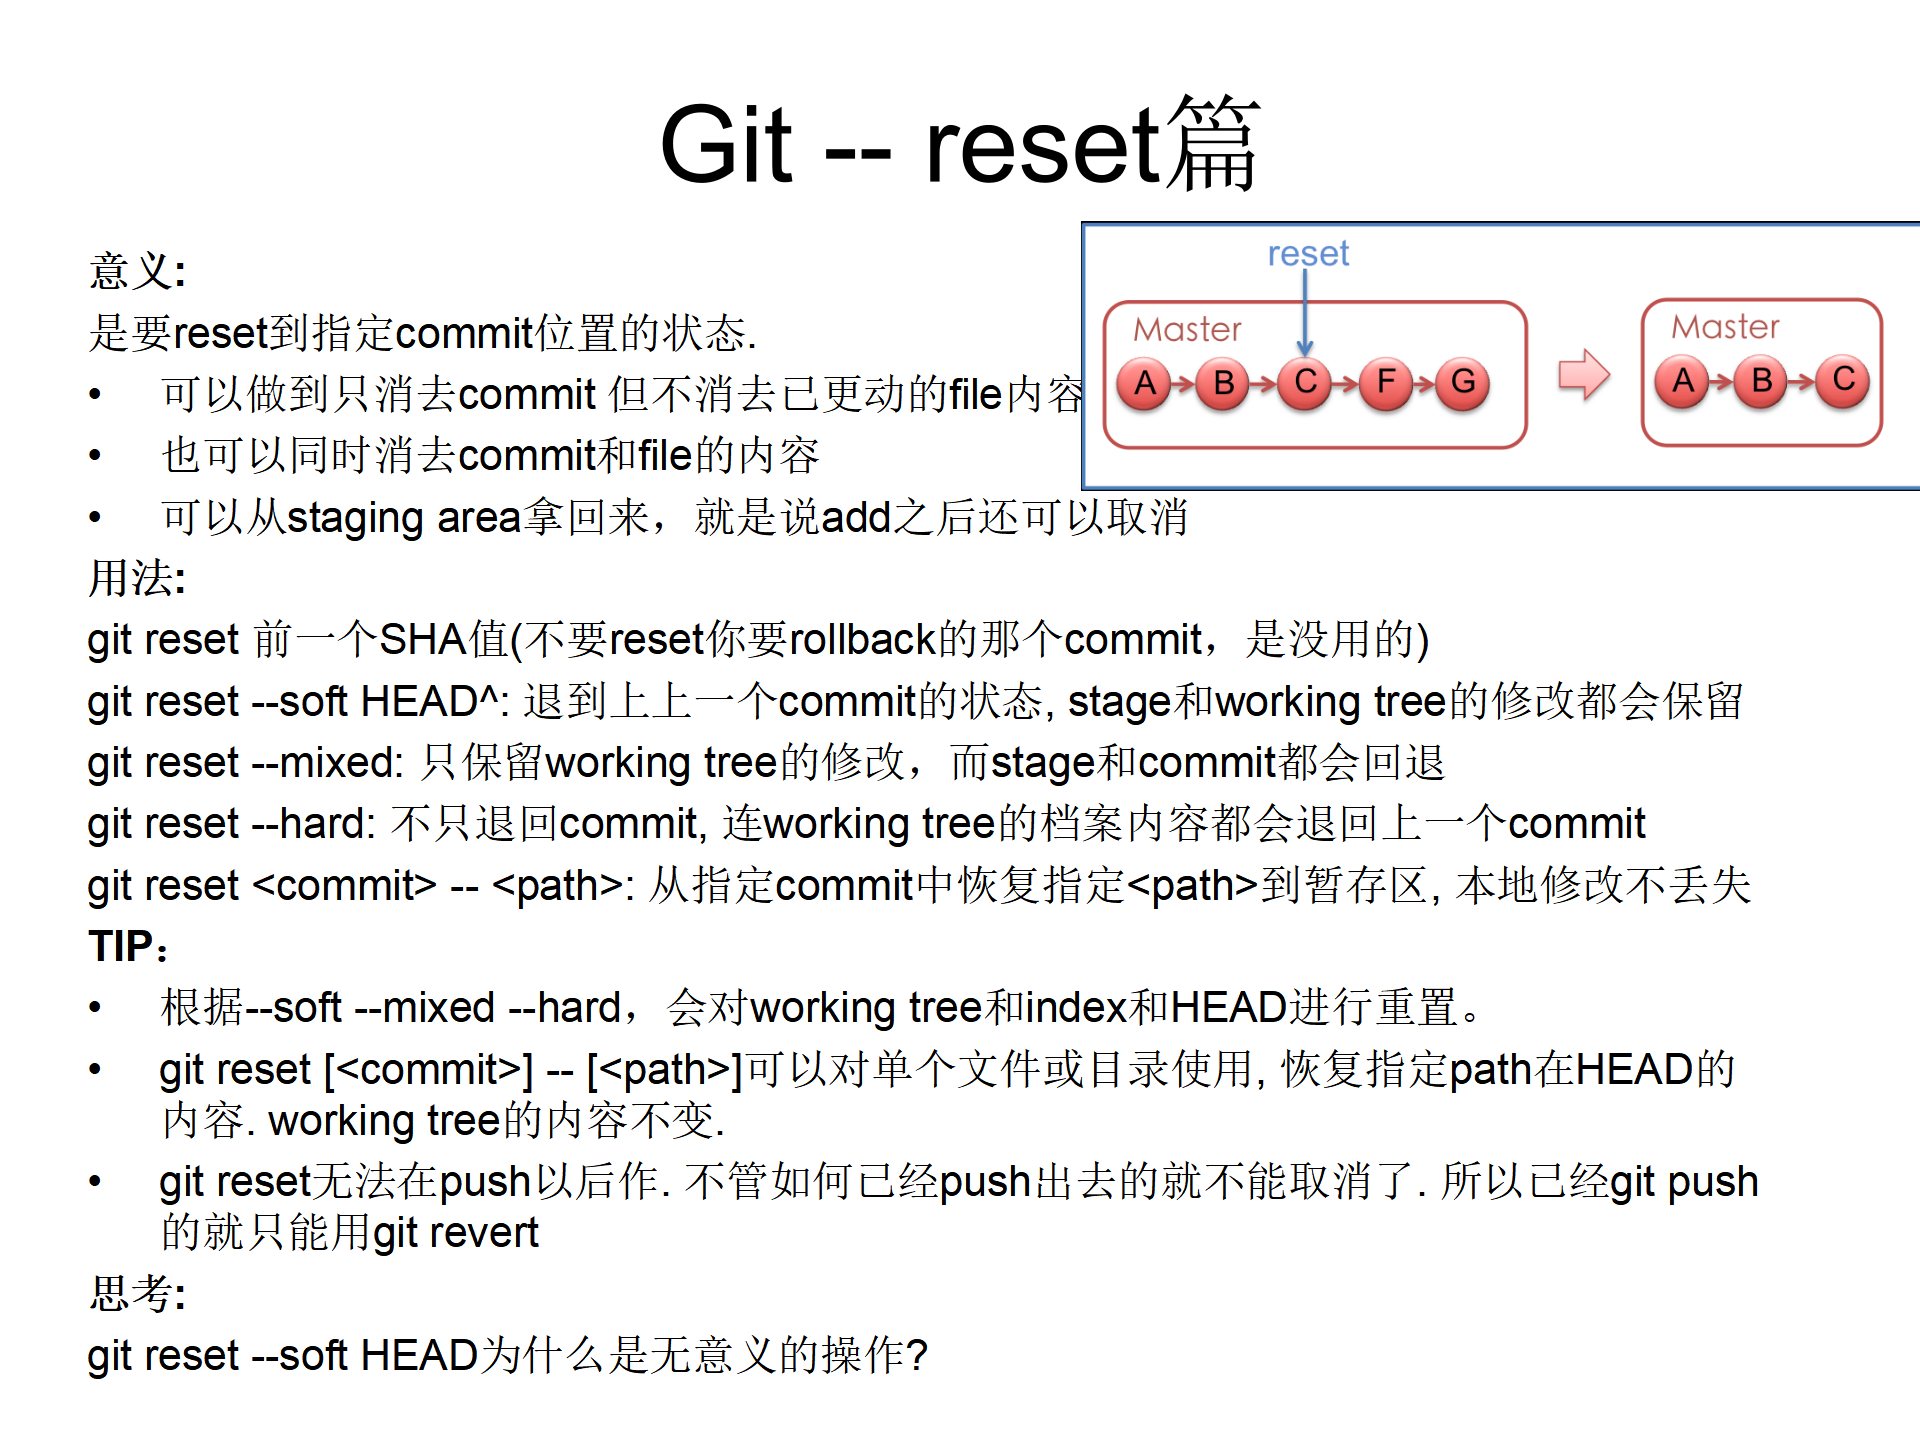 Git -- reset篇
意义:
是要reset到指定commit位置的状态.
• 可以做到只消去commit 但不消去已更动的file内容
• 也可以同时消去commit和file的内容
• 可以从staging area拿回来，就是说add之后还可以取消
reset
Master
A B C F G
Master
A B C
用法:
git reset 前一个SHA值(不要reset你要rollback的那个commit，是没用的)
git reset --soft HEAD^: 退到上上一个commit的状态, stage和working tree的修改都会保留
git reset --mixed: 只保留working tree的修改，而stage和commit都会回退
git reset --hard: 不只退回commit, 连working tree的档案内容都会退回上一个commit
git reset <commit> -- <path>: 从指定commit中恢复指定<path>到暂存区, 本地修改不丢失
TIP：
• 根据--soft --mixed --hard，会对working tree和index和HEAD进行重置。
• git reset [<commit>] -- [<path>]可以对单个文件或目录使用, 恢复指定path在HEAD的
内容. working tree的内容不变.
• git reset无法在push以后作. 不管如何已经push出去的就不能取消了. 所以已经git push
的就只能用git revert
思考:
git reset --soft HEAD为什么是无意义的操作?